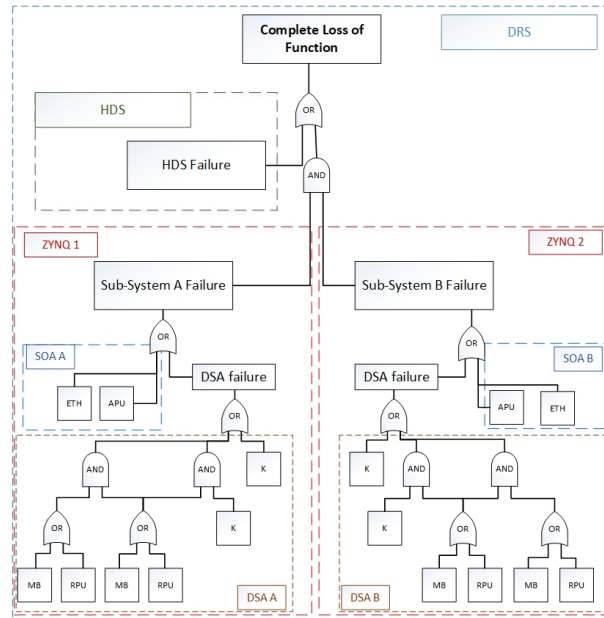 Complete Loss of
Function
DRS
OR
HDS
HDS Failure
AND
ZYNQ 1
ZYNQ 2
Sub-System A Failure
Sub-System B Failure
OR
OR
SOA A
SOA B
DSA failure
DSA failure
ETH
APU
APU
ETH
OR
OR
AND
AND
K
K
AND
AND
OR
OR
K
K
OR
OR
MB
RPU
MB
RPU
MB
RPU
MB
RPU
DSA A
DSA B